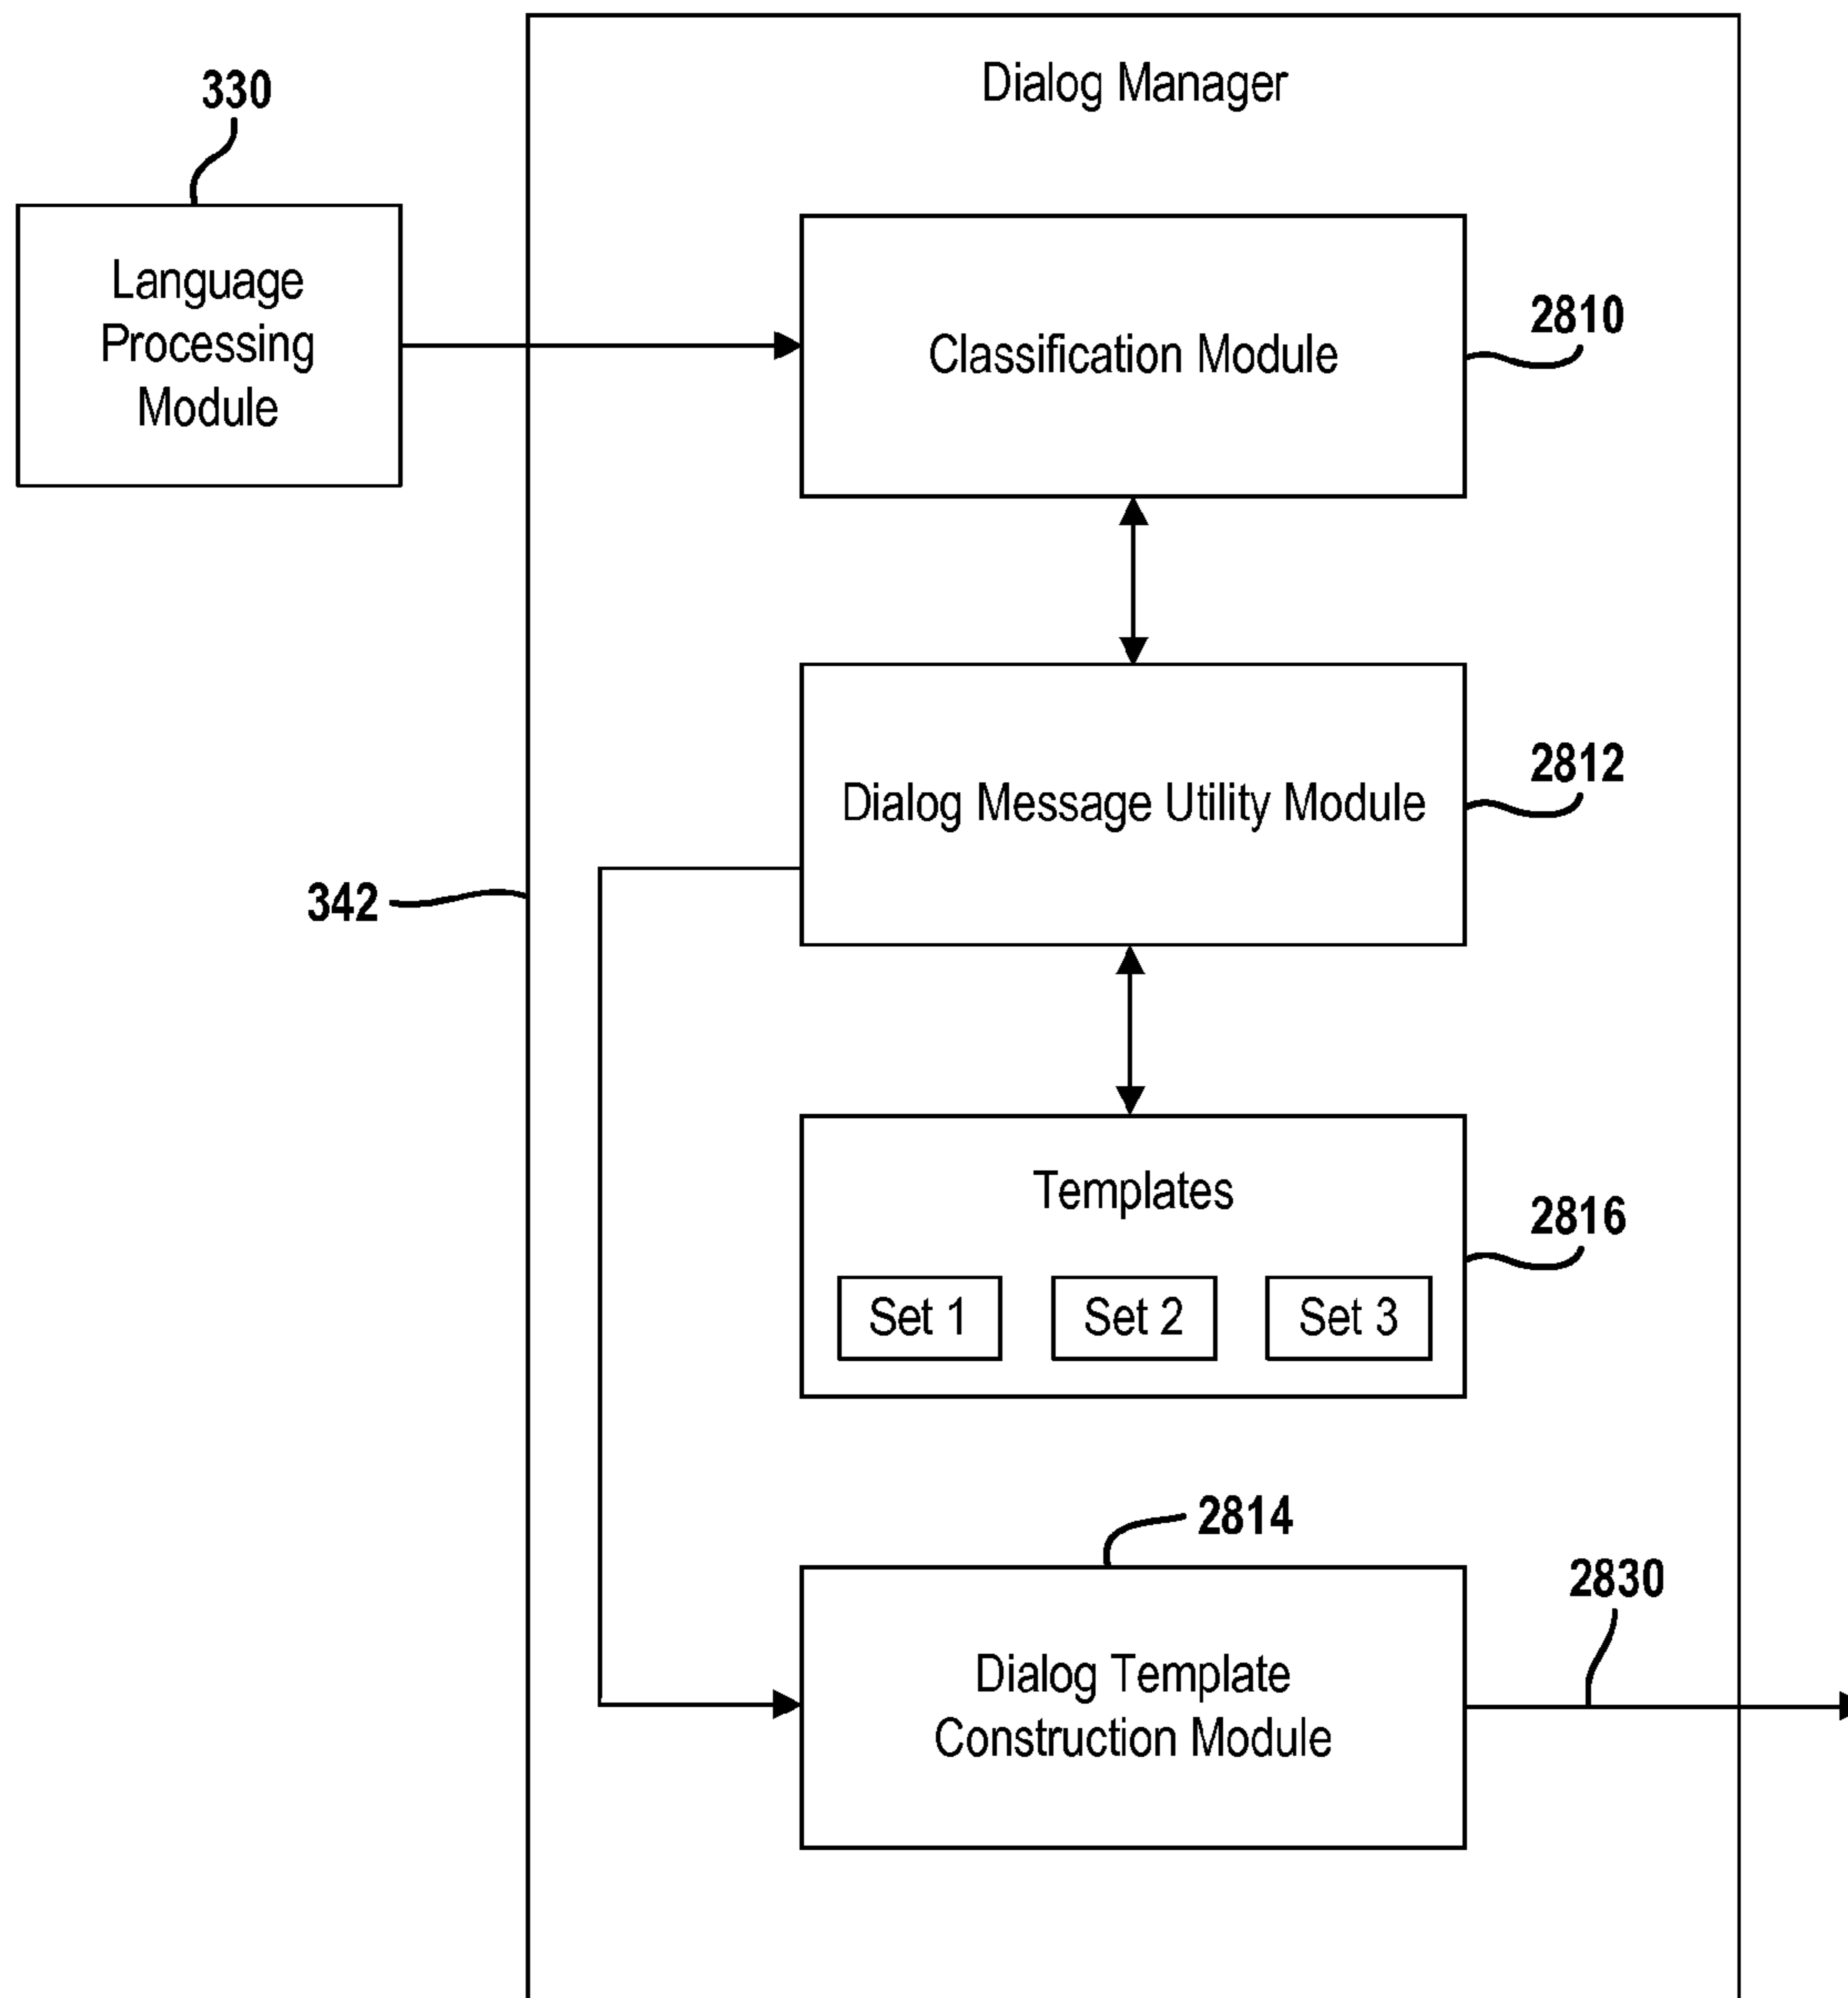 Dialog Manager
330
Language
Processing
Module
Classification Module
2810
Dialog Message Utility Module
2812
342
Templates
2816
Set 1
Set 2
Set 3
2814
2830
Dialog Template
Construction Module